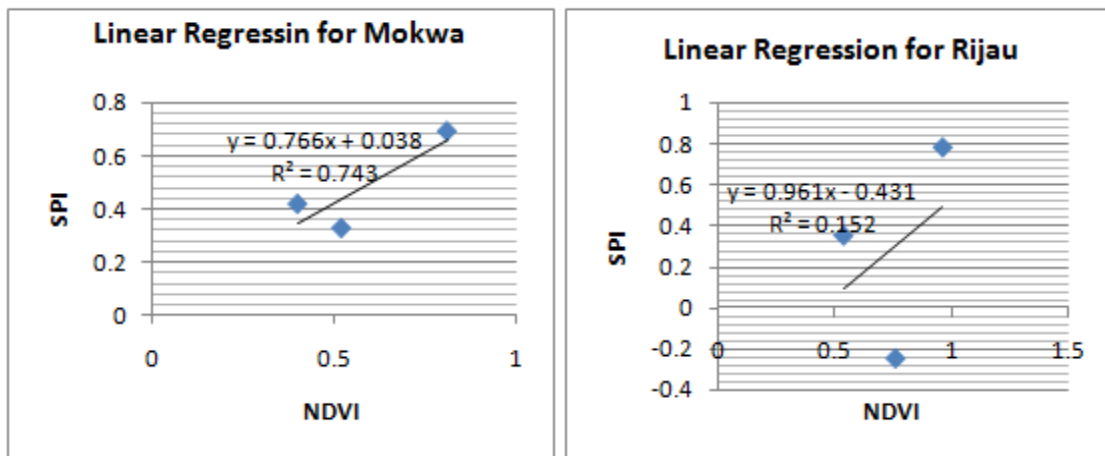 Linear Regressin for Mokwa
0.8
0.6
0.4
0.2
0
0
0.5
1
SPI
NDVI
y = 0.766x + 0.038
R² = 0.743
Linear Regression for Rijau
1
0.8
0.6
0.4
0.2
0
-0.2
-0.4
0
0.5
1
1.5
SPI
NDVI
y = 0.961x - 0.431
R² = 0.152